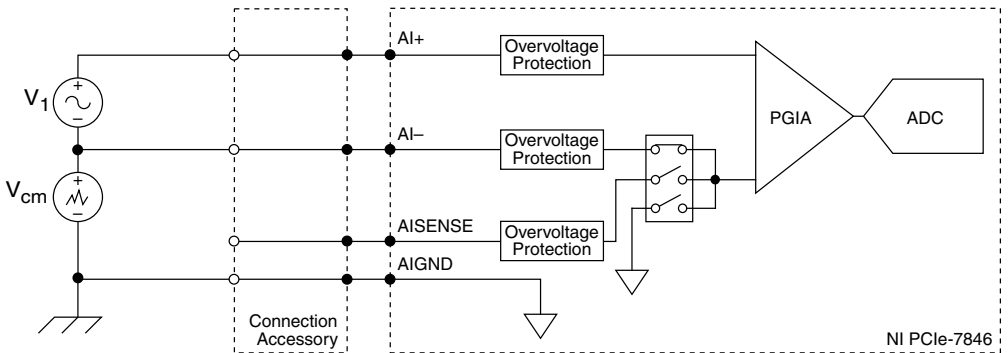 AI+
Overvoltage
Protection
+
V1
–
PGIA
ADC
AI–
Overvoltage
Protection
+
Vcm
–
AISENSE
Overvoltage
Protection
AIGND
Connection
Accessory
NI PCIe-7846